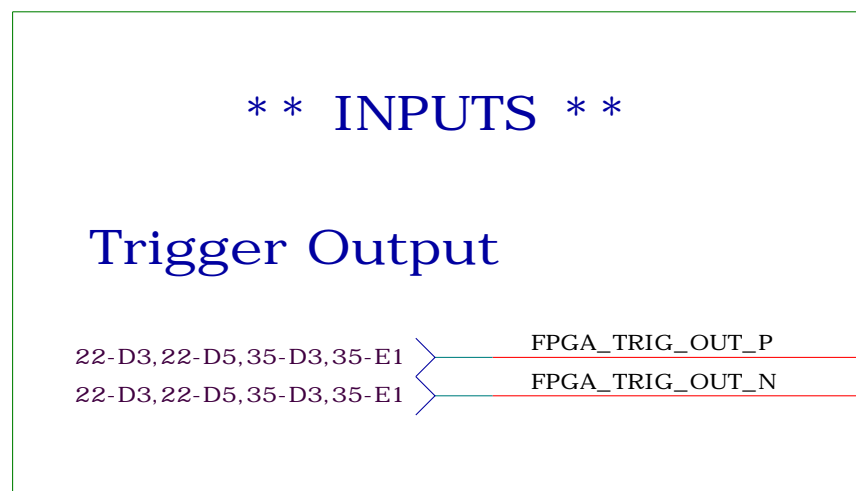 ** INPUTS **
Trigger Output
22-D3,22-D5,35-D3,35-E1 FPGA_TRIG_OUT_P
22-D3,22-D5,35-D3,35-E1 FPGA_TRIG_OUT_N